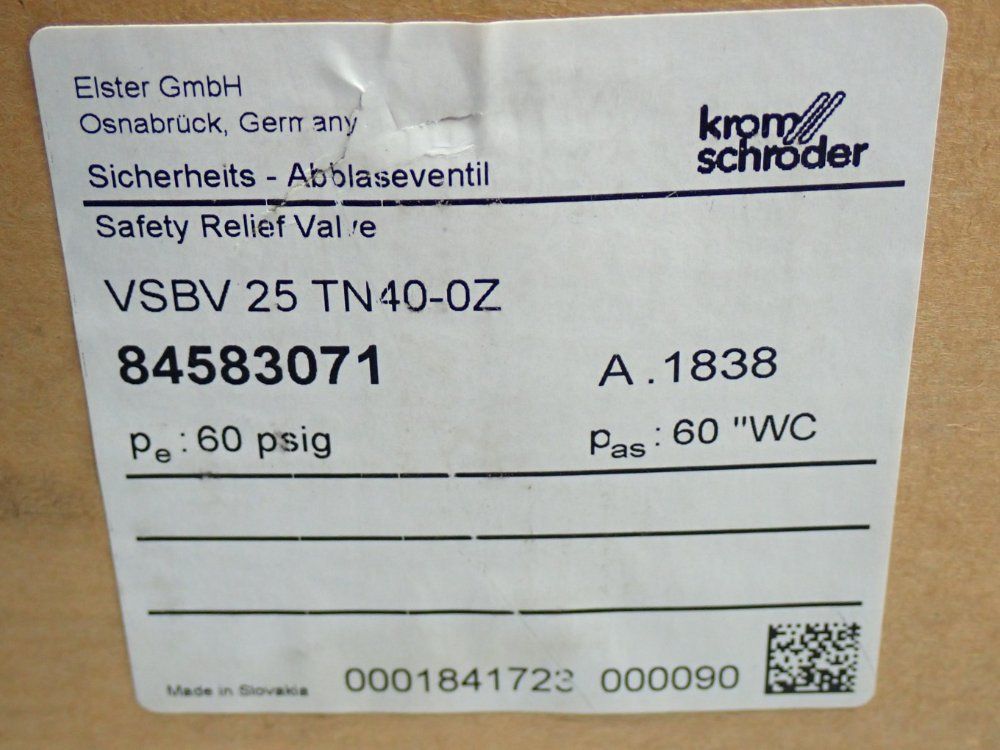 Elster GmbH
Osnabrück, Germany
krom
schröder
Sicherheits - Abblaseventil
Safety Relief Valve
VSBV 25 TN40-0Z
84583071
A .1838
pe : 60 psig
pas : 60 "WC
Made in Slovakia
0001841723 000090